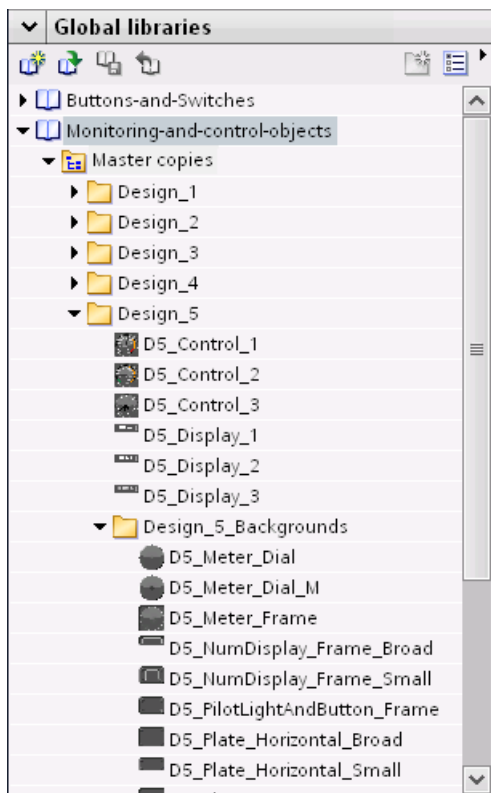 Global libraries
Buttons-and-Switches
Monitoring-and-control-objects
Master copies
Design_1
Design_2
Design_3
Design_4
Design_5
D5_Control_1
D5_Control_2
D5_Control_3
D5_Display_1
D5_Display_2
D5_Display_3
Design_5_Backgrounds
D5_Meter_Dial
D5_Meter_Dial_M
D5_Meter_Frame
D5_NumDisplay_Frame_Broad
D5_NumDisplay_Frame_Small
D5_PilotLightAndButton_Frame
D5_Plate_Horizontal_Broad
D5_Plate_Horizontal_Small